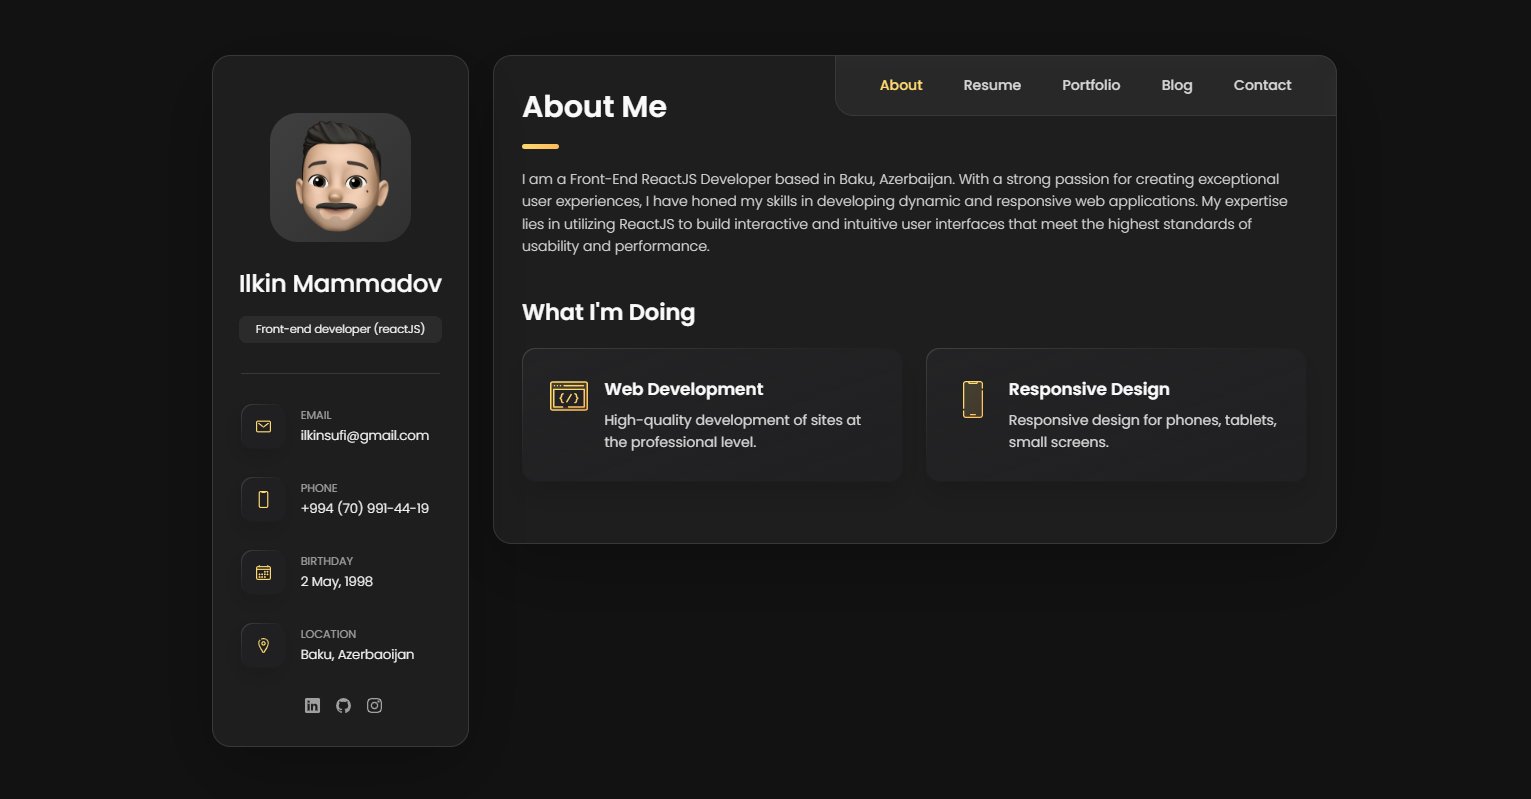 Ilkin Mammadov
Front-end developer (reactJS)
EMAIL
ilkinsufi@gmail.com
PHONE
+994 (70) 991-44-19
BIRTHDAY
2 May, 1998
LOCATION
Baku, Azerbaoijan
About Resume Portfolio Blog Contact
About Me
I am a Front-End ReactJS Developer based in Baku, Azerbaijan. With a strong passion for creating exceptional
user experiences, I have honed my skills in developing dynamic and responsive web applications. My expertise
lies in utilizing ReactJS to build interactive and intuitive user interfaces that meet the highest standards of
usability and performance.
What I'm Doing
Web Development
High-quality development of sites at
the professional level.
Responsive Design
Responsive design for phones, tablets,
small screens.